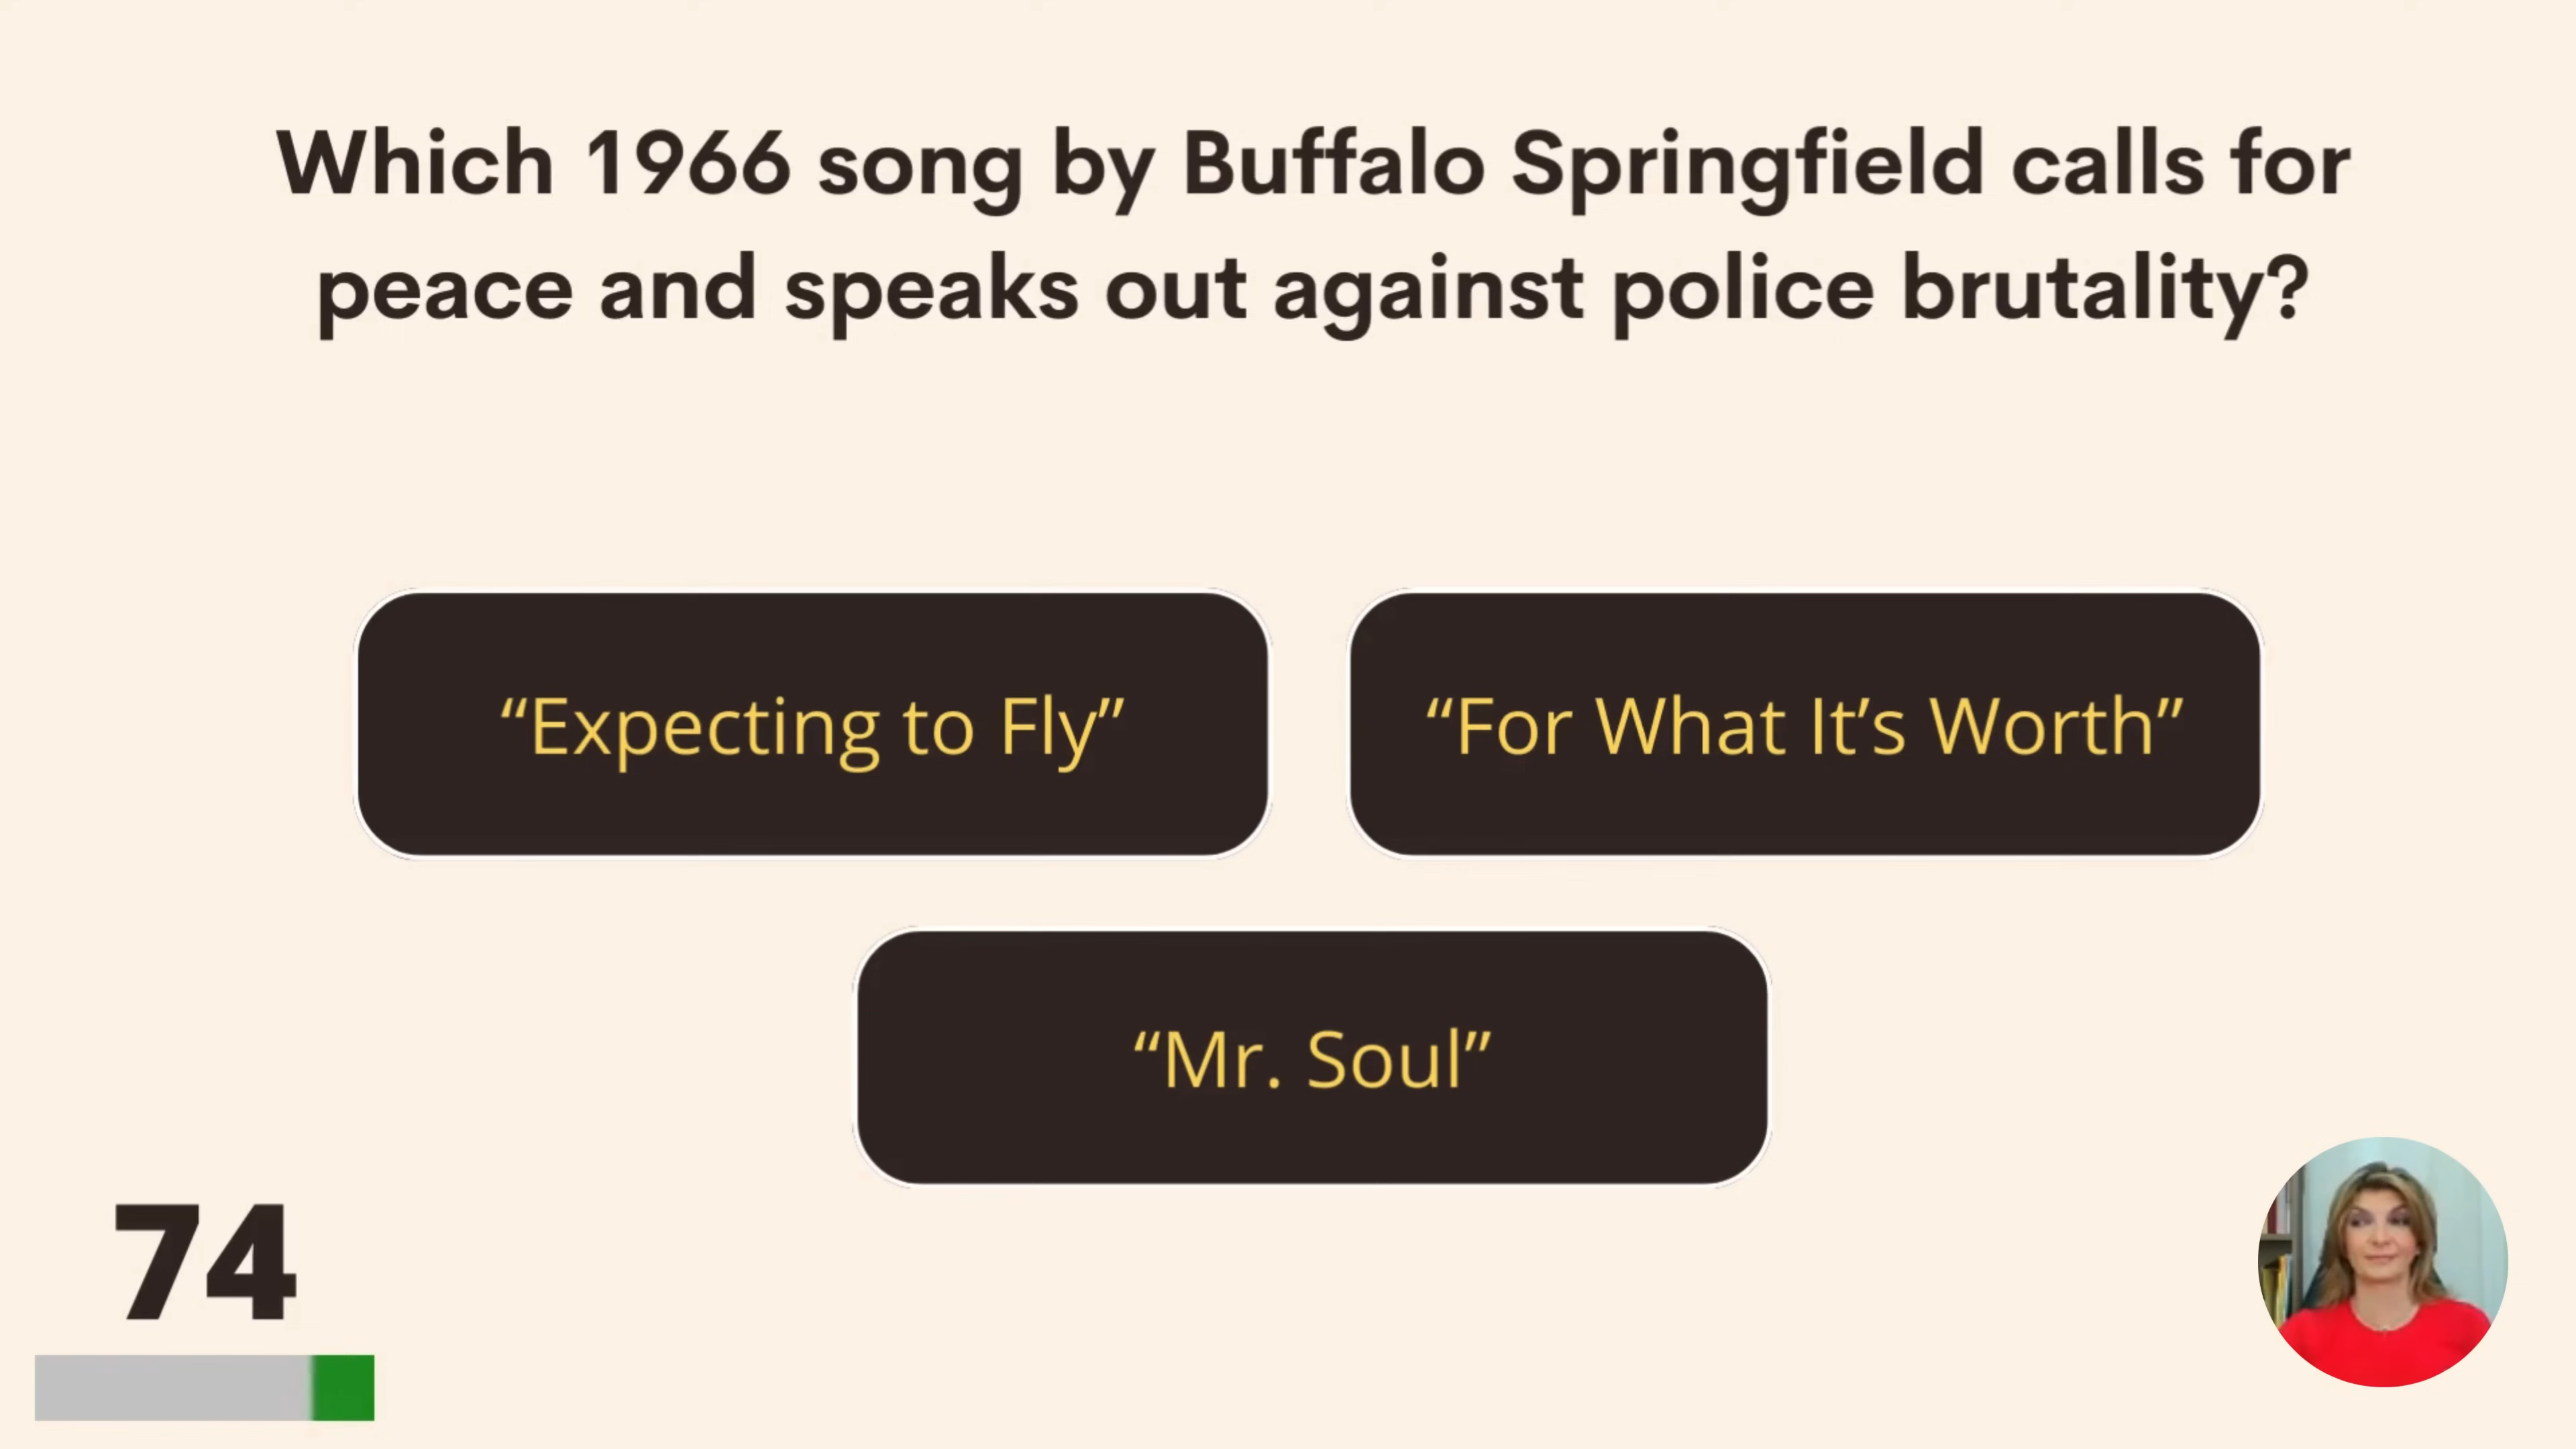 Which 1966 song by Buffalo Springfield calls for
peace and speaks out against police brutality?
“Expecting to Fly”
“For What It’s Worth”
“Mr. Soul”
74